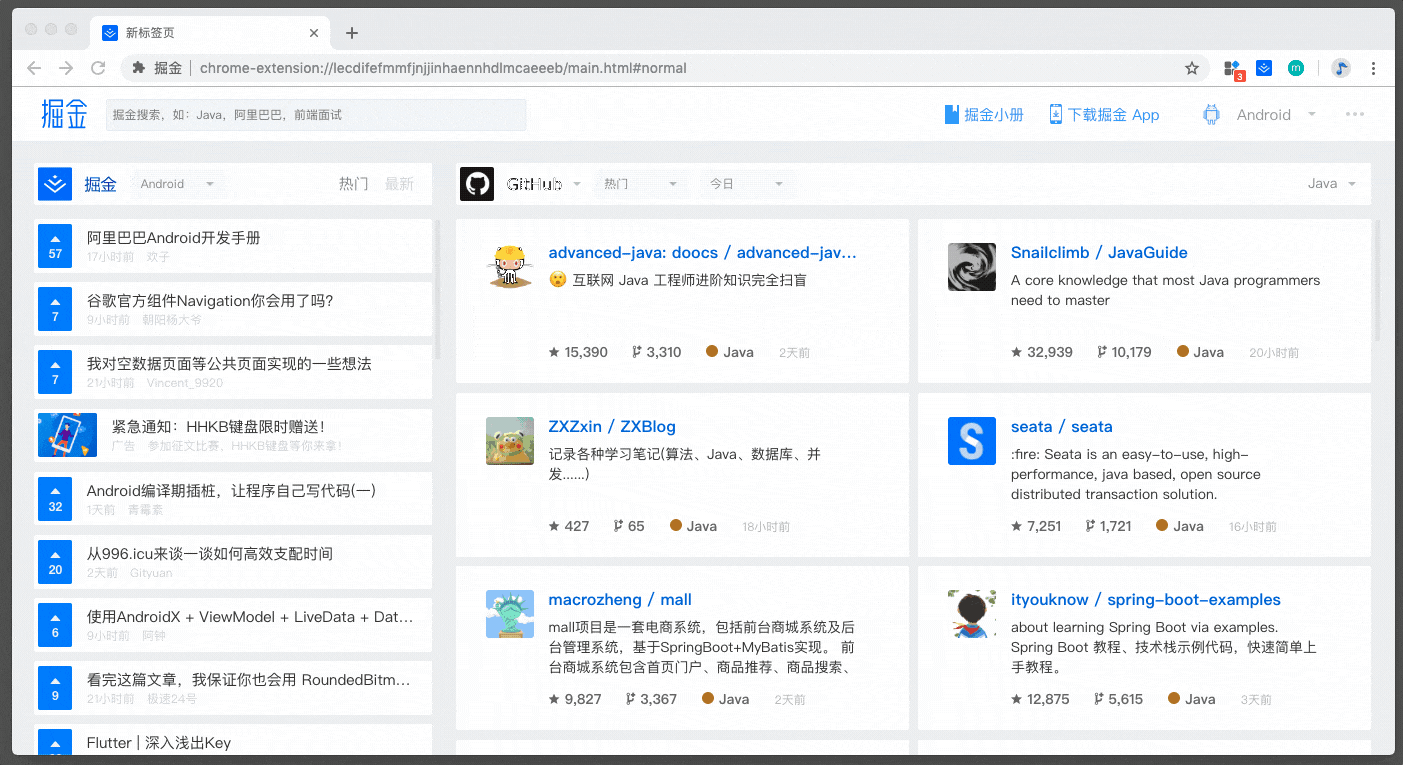 新标签页
掘金
chrome-extension://lecdifefmmfjnjjinhaennhdlmcaeeeb/main.html#normal
3
m
掘金
掘金搜索，如：Java，阿里巴巴，前端面试
掘金小册
下载掘金 App
Android
掘金
Android
热门
最新
57
阿里巴巴Android开发手册
17小时前 欢子
7
谷歌官方组件Navigation你会用了吗?
9小时前 朝阳杨大爷
7
我对空数据页面等公共页面实现的一些想法
21小时前 Vincent_9920
紧急通知：HHKB键盘限时赠送！
广告 参加征文比赛，HHKB键盘等你来拿！
32
Android编译期插桩，让程序自己写代码(一)
1天前 青霉素
20
从996.icu来谈一谈如何高效支配时间
2天前 Gityuan
6
使用AndroidX + ViewModel + LiveData + Dat...
9小时前 阿钟
9
看完这篇文章，我保证你也会用 RoundedBitm...
21小时前 极速24号
Flutter | 深入浅出Key
GitHub
热门
今日
Java
advanced-java: doocs / advanced-jav...
😮 互联网 Java 工程师进阶知识完全扫盲
15,390 3,310 Java 2天前
Snailclimb / JavaGuide
A core knowledge that most Java programmers
need to master
32,939 10,179 Java 20小时前
ZXZxin / ZXBlog
记录各种学习笔记(算法、Java、数据库、并
发......)
427 65 Java 18小时前
S
seata / seata
:fire: Seata is an easy-to-use, high-
performance, java based, open source
distributed transaction solution.
7,251 1,721 Java 16小时前
macrozheng / mall
mall项目是一套电商系统，包括前台商城系统及后
台管理系统，基于SpringBoot+MyBatis实现。 前
台商城系统包含首页门户、商品推荐、商品搜索、
9,827 3,367 Java 2天前
ityouknow / spring-boot-examples
about learning Spring Boot via examples.
Spring Boot 教程、技术栈示例代码，快速简单上
手教程。
12,875 5,615 Java 3天前